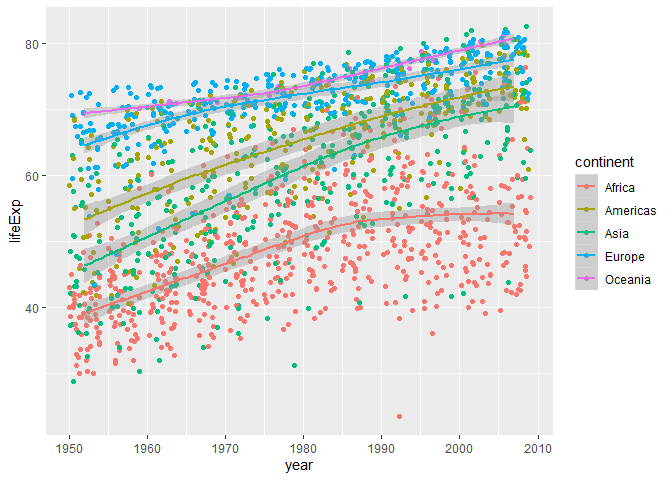 80
60
40
lifeExp
1950
1960
1970
1980
1990
2000
2010
year
continent
Africa
Americas
Asia
Europe
Oceania